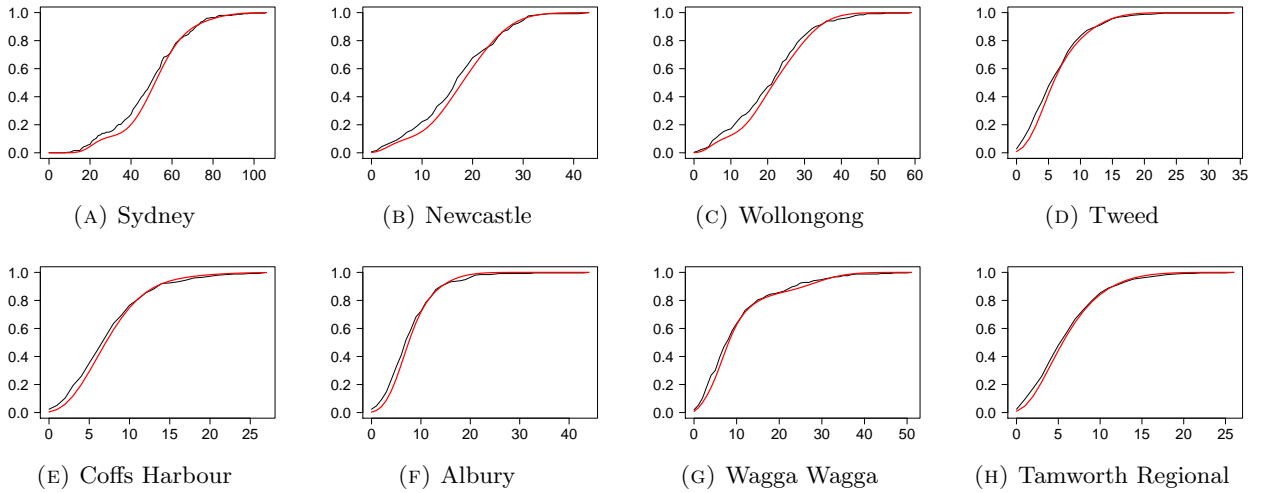 1.0 1.0 1.0 1.0
0.8 0.8 0.8 0.8
0.6 0.6 0.6 0.6
0.4 0.4 0.4 0.4
0.2 0.2 0.2 0.2
0.0 0.0 0.0 0.0
0 20 40 60 80 100 0 10 20 30 40 0 10 20 30 40 50 60 0 5 10 15 20 25 30 35
(A) Sydney (B) Newcastle (C) Wollongong (D) Tweed
1.0 1.0 1.0 1.0
0.8 0.8 0.8 0.8
0.6 0.6 0.6 0.6
0.4 0.4 0.4 0.4
0.2 0.2 0.2 0.2
0.0 0.0 0.0 0.0
0 5 10 15 20 25 0 10 20 30 40 0 10 20 30 40 50 0 5 10 15 20 25
(E) Coffs Harbour (F) Albury (G) Wagga Wagga (H) Tamworth Regional